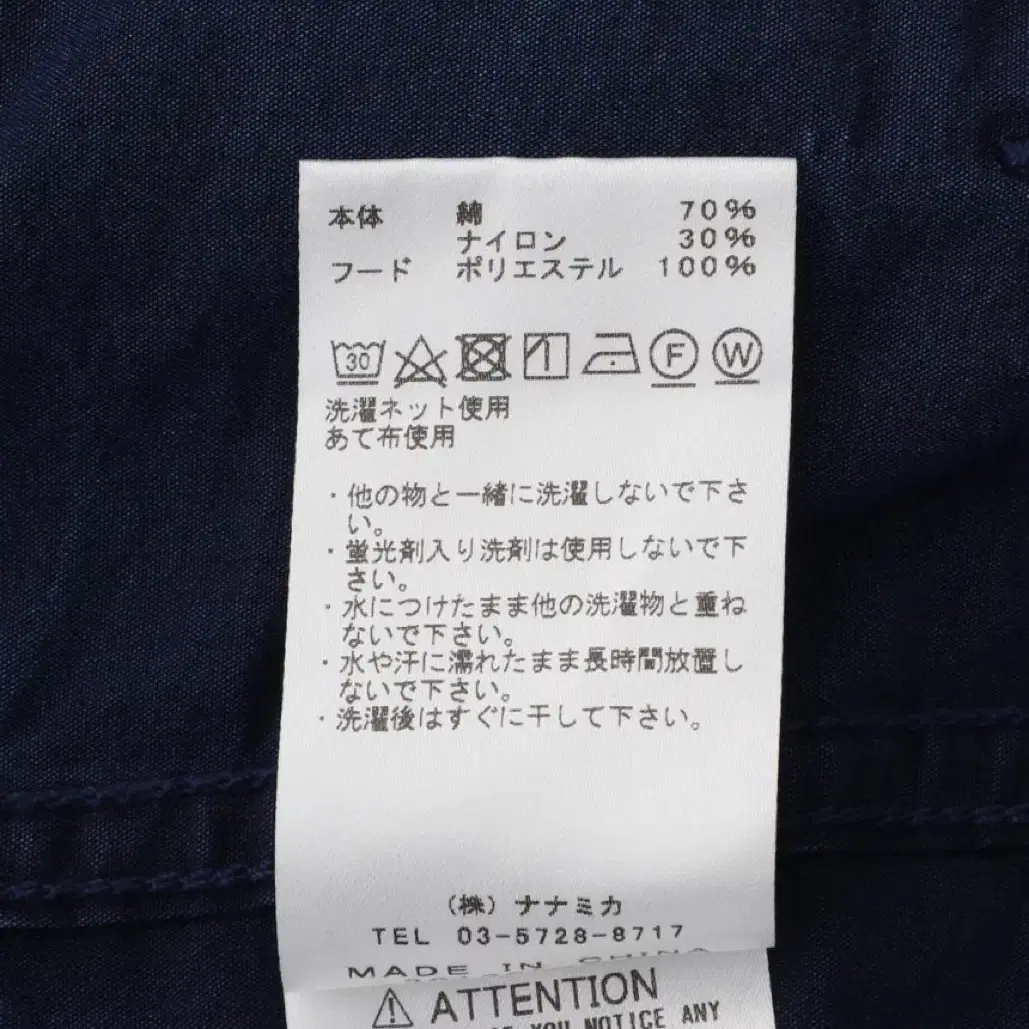 本体 綿 70%
ナイロン 30%
フード ポリエステル 100%
30 F W
洗濯ネット使用
あて布使用
・他の物と一緒に洗濯しないで下さ
い。
・蛍光剤入り洗剤は使用しないで下
さい。
・水につけたまま他の洗濯物と重ね
ないで下さい。
・水や汗に濡れたまま長時間放置し
ないで下さい。
・洗濯後はすぐに干して下さい。
(株)ナナミカ
TEL 03-5728-8717
MADE IN
ATTENTION
YOU NOTICE ANY